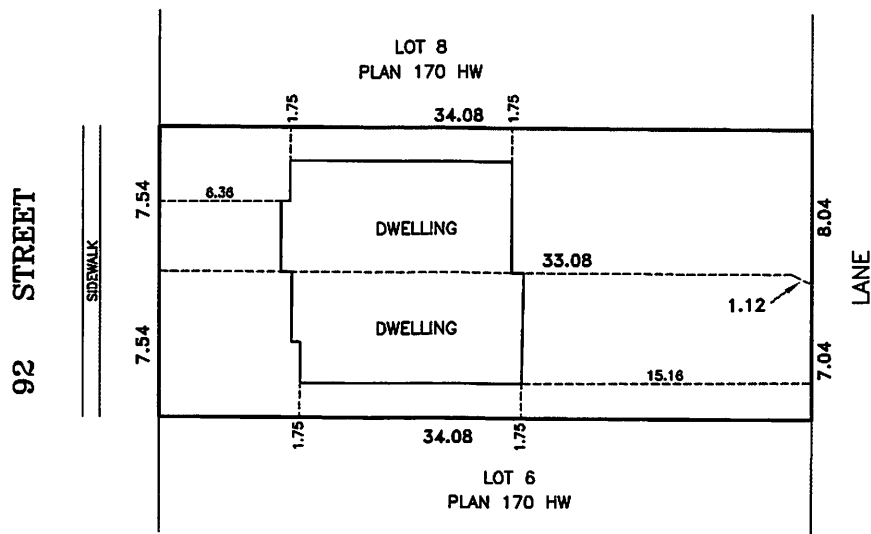 LOT 8
PLAN 170 HW
1.75
34.08
1.75
7.54
6.36
8.04
92 STREET
SIDEWALK
DWELLING
33.08
LANE
1.12
DWELLING
7.54
7.04
15.16
1.75
34.08
1.75
LOT 6
PLAN 170 HW